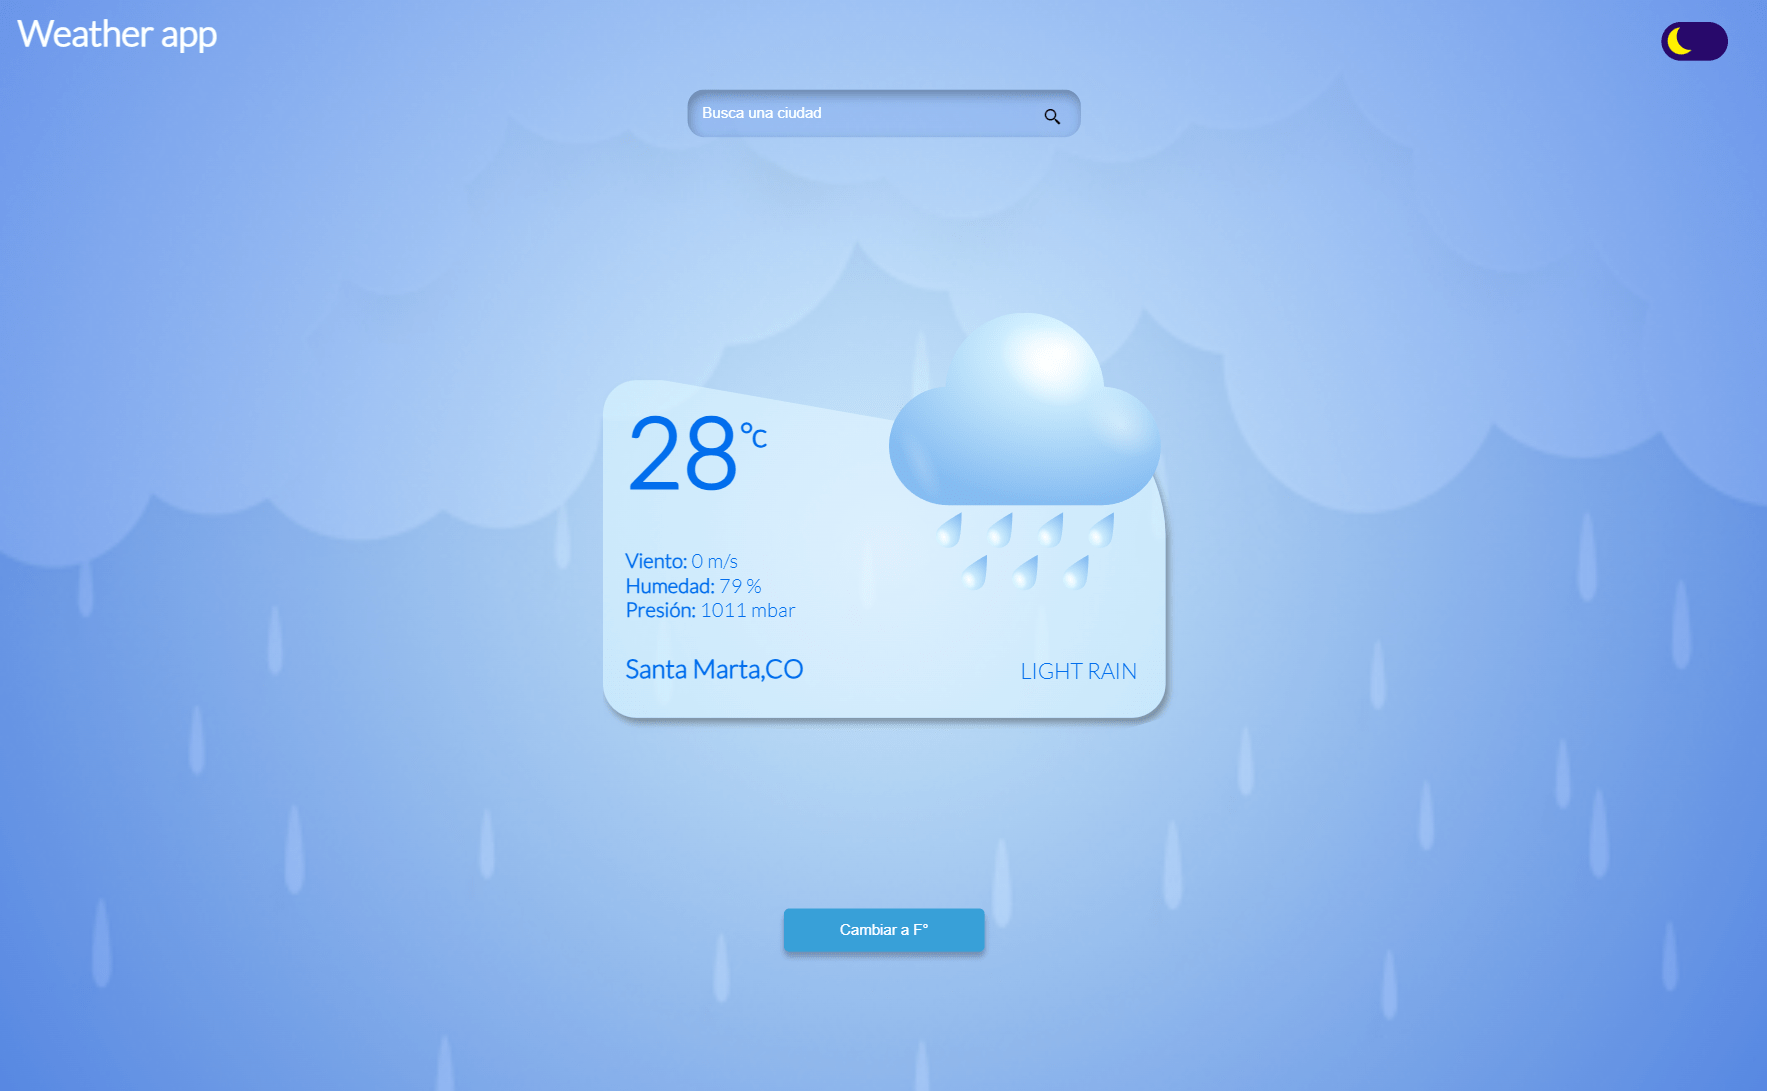 Weather app
Busca una ciudad
28°C
Viento: 0 m/s
Humedad: 79 %
Presión: 1011 mbar
Santa Marta,CO
LIGHT RAIN
Cambiar a F°